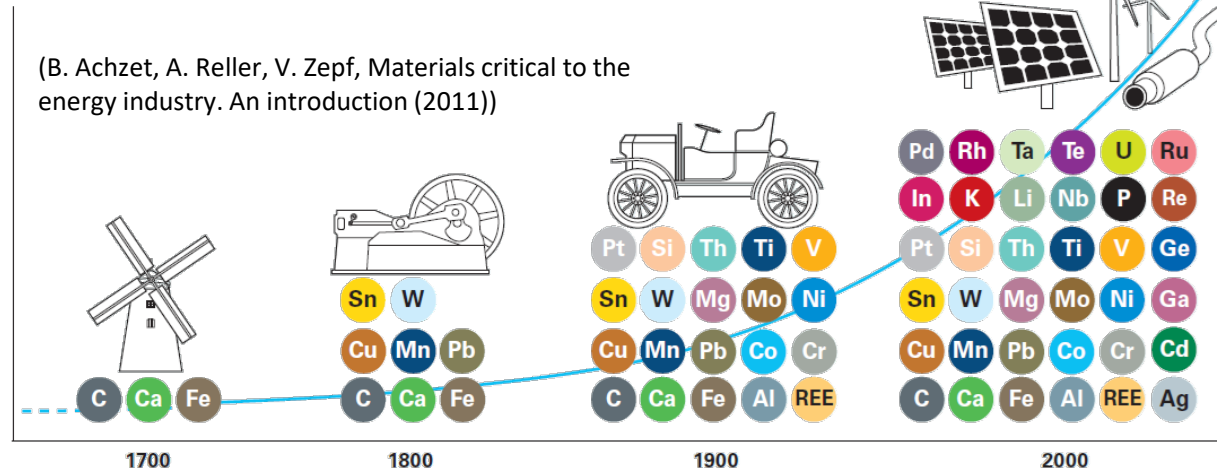 (B. Achzet, A. Reller, V. Zepf, Materials critical to the
energy industry. An introduction (2011))
Pd Rh Ta Te U Ru
In K Li Nb P Re
Pt Si Th Ti V Pt Si Th Ti V Ge
Sn W Sn W Mg Mo Ni Sn W Mg Mo Ni Ga
Cu Mn Pb Cu Mn Pb Co Cr Cu Mn Pb Co Cr Cd
C Ca Fe C Ca Fe C Ca Fe Al REE C Ca Fe Al REE Ag
1700 1800 1900 2000